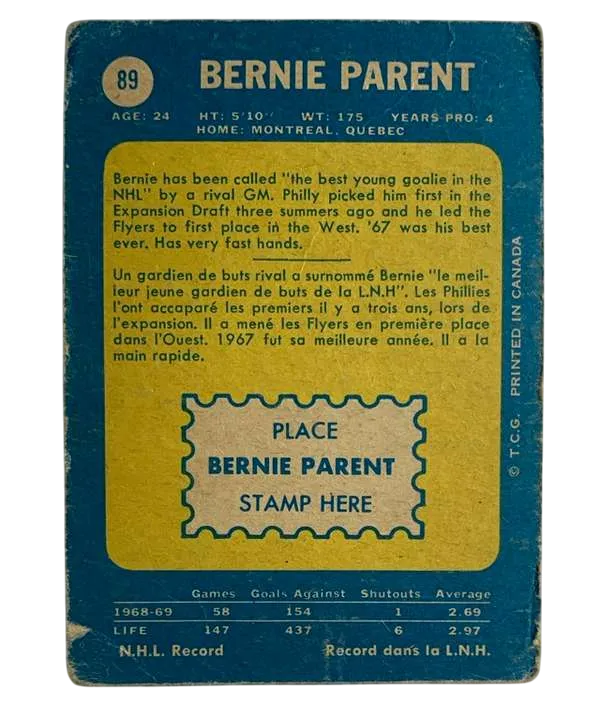 89
BERNIE PARENT
AGE: 24 HT: 5'10" WT: 175 YEARS PRO: 4
HOME: MONTREAL, QUEBEC
Bernie has been called "the best young goalie in the
NHL" by a rival GM. Philly picked him first in the
Expansion Draft three summers ago and he led the
Flyers to first place in the West. '67 was his best
ever. Has very fast hands.
Un gardien de buts rival a surnommé Bernie "le meil-
leur jeune gardien de buts de la L.N.H". Les Phillies
l'ont accaparé les premiers il y a trois ans, lors de
l'expansion. Il a mené les Flyers en première place
dans l'Ouest. 1967 fut sa meilleure année. Il a la
main rapide.
PLACE
BERNIE PARENT
STAMP HERE
© T.C.G. PRINTED IN CANADA
Games Goals Against Shutouts Average
1968-69 58 154 1 2.69
LIFE 147 437 6 2.97
N.H.L. Record Record dans la L.N.H.